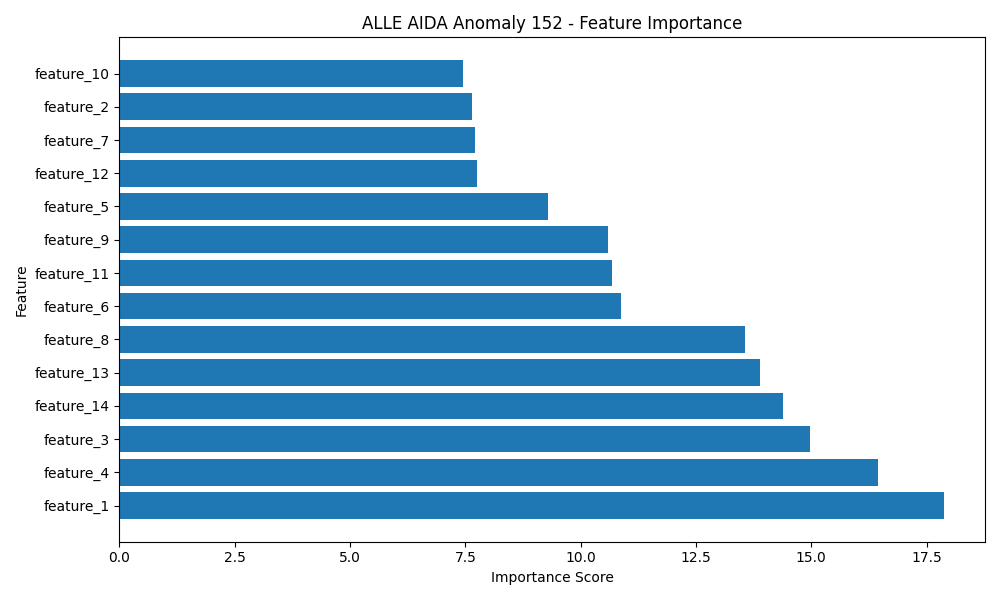 ALLE AIDA Anomaly 152 - Feature Importance
Feature
feature_10
feature_2
feature_7
feature_12
feature_5
feature_9
feature_11
feature_6
feature_8
feature_13
feature_14
feature_3
feature_4
feature_1
0.0 2.5 5.0 7.5 10.0 12.5 15.0 17.5
Importance Score